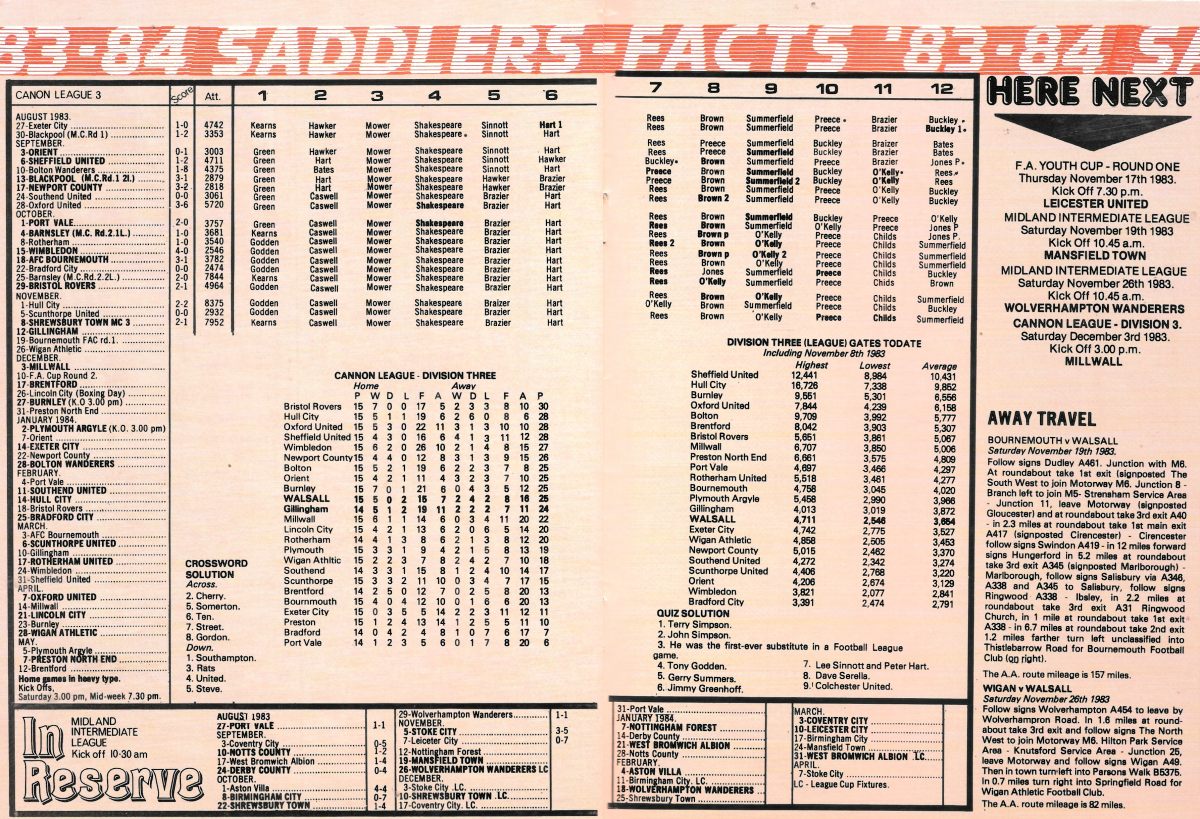 83-84 SADDLERS-FACTS '83-84 SA
CANON LEAGUE 3 Score Att. 1 2 3 4 5 6
AUGUST 1983.
27-Exeter City 1-0 4742 Kearns Hawker Mower Shakespeare Sinnott Hart 1
30-Blackpool (M.C.Rd 1) 1-2 3353 Kearns Hawker Mower Shakespeare. Sinnott Hart
SEPTEMBER.
3-ORIENT 0-1 3003 Green Hawker Mower Shakespeare Sinnott Hart
6-SHEFFIELD UNITED 1-2 4711 Green Hart Mower Shakespeare Sinnott Hawker
10-Bolton Wanderers 1-8 4375 Green Bates Mower Shakespeare Sinnott Hart
13-BLACKPOOL (M.C.Rd.1 2l.) 3-1 2879 Green Hart Mower Shakespeare Hawker Brazier
17-NEWPORT COUNTY 3-2 2818 Green Hart Mower Shakespeare Hawker Brazier
24-Southend United 0-0 3061 Green Caswell Mower Shakespeare Brazier Hart
28-Oxford United 3-6 5720 Green Caswell Mower Shakespeare Brazier Hart
OCTOBER.
1-PORT VALE 2-0 3757 Green Caswell Mower Shakespeare Brazier Hart
4-BARNSLEY (M.C. Rd.2.1L.) 1-0 3681 Kearns Caswell Mower Shakespeare Brazier Hart
8-Rotherham 1-0 3540 Godden Caswell Mower Shakespeare Brazier Hart
15-WIMBLEDON 4-0 2546 Godden Caswell Mower Shakespeare Brazier Hart
18-AFC BOURNEMOUTH 3-1 3782 Godden Caswell Mower Shakespeare Brazier Hart
22-Bradford City 0-0 2474 Godden Caswell Mower Shakespeare Brazier Hart
25-Barnsley (M.C.Rd.2.2L.) 2-0 7844 Kearns Caswell Mower Shakespeare Brazier Hart
29-BRISTOL ROVERS 2-1 4964 Godden Caswell Mower Shakespeare Brazier Hart
NOVEMBER.
1-Hull City 2-2 8375 Godden Caswell Mower Shakespeare Braizer Hart
5-Scunthorpe United 0-0 2932 Godden Caswell Mower Shakespeare Brazier Hart
8-SHREWSBURY TOWN MC 3 2-1 7952 Kearns Caswell Mower Shakespeare Brazier Hart
12-GILLINGHAM
19-Bournemouth FAC rd.1.
26-Wigan Athletic
DECEMBER.
3-MILLWALL
10-F.A. Cup Round 2.
17-BRENTFORD
26-Lincoln City (Boxing Day)
27-BURNLEY (K.O 3.00 pm)
31-Preston North End
JANUARY 1984.
2-PLYMOUTH ARGYLE (K.O. 3.00 pm)
7-Orient
14-EXETER CITY
22-Newport County
28-BOLTON WANDERERS
FEBRUARY.
4-Port Vale
11-SOUTHEND UNITED
14-HULL CITY
18-Bristol Rovers
25-BRADFORD CITY
MARCH.
3-AFC Bournemouth
6-SCUNTHORPE UNITED
10-Gillingham
17-ROTHERHAM UNITED
24-Wimbledon
31-Sheffield United
APRIL.
7-OXFORD UNITED
14-Millwall
21-LINCOLN CITY
23-Burnley
28-WIGAN ATHLETIC
MAY.
5-Plymouth Argyle
7-PRESTON NORTH END
12-Brentford
Home games in heavy type.
Kick Offs,
Saturday 3.00 pm, Mid-week 7.30 pm.
CANNON LEAGUE - DIVISION THREE
Home Away
P W D L F A W D L F A P
Bristol Rovers 15 7 0 0 17 5 2 3 3 8 10 30
Hull City 15 5 1 1 19 6 2 6 0 8 6 28
Oxford United 15 5 3 0 22 11 3 1 3 10 10 28
Sheffield United 15 4 3 0 16 6 4 1 3 11 12 28
Wimbledon 15 6 2 0 26 10 2 1 4 8 15 27
Newport County 15 4 4 0 12 8 3 1 3 9 15 26
Bolton 15 5 2 1 19 6 2 2 3 7 8 25
Orient 15 4 2 1 11 4 3 2 3 7 10 25
Burnley 15 7 0 1 21 6 0 4 3 5 12 25
WALSALL 15 5 0 2 15 7 2 4 2 8 16 25
Gillingham 14 5 1 2 19 11 2 2 2 7 11 24
Millwall 15 6 1 1 14 6 0 3 4 11 20 22
Lincoln City 15 4 2 1 13 6 2 0 6 5 14 20
Rotherham 14 4 1 3 8 6 2 1 3 8 12 20
Plymouth 15 3 3 1 9 4 2 1 5 8 13 19
Wigan Athltic 15 2 2 3 7 8 2 4 2 7 10 18
Southend 14 3 3 1 15 8 1 2 4 10 14 17
Scunthorpe 15 3 3 2 11 10 0 3 4 7 17 15
Brentford 14 2 5 0 12 7 0 2 5 8 20 13
Bournmouth 15 4 0 4 12 10 0 1 6 6 20 13
Exeter City 15 0 3 5 14 2 2 3 11 12 11
Preston 15 1 2 4 13 14 1 2 5 5 11 10
Bradford 14 0 4 2 4 8 1 0 7 6 17 7
Port Vale 14 1 2 3 5 6 0 1 7 8 20 6
CROSSWORD
SOLUTION
Across.
2. Cherry.
5. Somerton.
6. Ten.
7. Street.
8. Gordon.
Down.
1. Southampton.
3. Rats
4. United.
5. Steve.
7 8 9 10 11 12
Rees Brown Summerfield Preece. Brazier Buckley.
Rees Brown Summerfield Preece Brazier Buckley 1.
Rees Preece Summerfield Buckley Braizer Bates
Rees Preece Summerfield Brown Brazier Bates
Buckley. Brown Summerfield Preece Brazier Jones P.
Preece Brown Summerfield Buckley O'Kelly. Rees.
Preece Brown Summerfield 2 Buckley O'Kelly Rees
Rees Brown Summerfield Preece O'Kelly Buckley
Rees Brown 2 Summerfield Preece O'Kelly Buckley
Rees Brown Summerfield Buckley Preece O'Kelly
Rees Brown Summerfield Buckley Preece Jones P
Rees Brown p O'Kelly Preece Childs Jones P.
Rees 2 Brown O'Kelly Preece Childs Summerfield
Rees Brown p O'Kelly 2 Preece Childs Summerfield
Rees Brown O'Kelly Preece Childs Summerfield
Rees Jones Summerfield Preece Childs Buckley
Rees O'Kelly Summerfield Preece Chids Brown
Rees Brown O'Kelly Preece Childs Summerfield
O'Kelly Brown Summerfield Preece Childs Buckley
Rees Brown O'Kelly Preece Childs Summerfield
DIVISION THREE (LEAGUE) GATES TO DATE
Including November 8th 1983
Highest Lowest Average
Sheffield United 12,441 8,984 10,431
Hull City 16,726 7,338 9,852
Burnley 9,551 5,301 6,556
Oxford United 7,844 4,239 6,158
Bolton 9,709 3,992 5,777
Brentford 8,042 3,903 5,307
Bristol Rovers 5,651 3,861 5,067
Millwall 6,707 3,850 5,006
Preston North End 6,661 3,575 4,809
Port Vale 4,697 3,466 4,297
Rotherham United 5,518 3,461 4,277
Bournemouth 4,758 3,045 4,020
Plymouth Argyle 5,458 2,990 3,966
Gillingham 4,013 3,019 3,872
WALSALL 4,711 2,546 3,654
Exeter City 4,742 2,775 3,527
Wigan Athletic 4,858 2,505 3,453
Newport County 5,015 2,462 3,370
Southend United 4,272 2,342 3,274
Scunthorpe United 4,406 2,768 3,220
Orient 4,206 2,674 3,129
Wimbledon 3,821 2,077 2,841
Bradford City 3,391 2,474 2,791
QUIZ SOLUTION
1. Terry Simpson.
2. John Simpson.
3. He was the first-ever substitute in a Football League
game.
4. Tony Godden.
5. Gerry Summers.
6. Jimmy Greenhoff.
7. Lee Sinnott and Peter Hart.
8. Dave Serella.
9. Colchester United.
HERE NEXT
F.A. YOUTH CUP - ROUND ONE
Thursday November 17th 1983.
Kick Off 7.30 p.m.
LEICESTER UNITED
MIDLAND INTERMEDIATE LEAGUE
Saturday November 19th 1983
Kick Off 10.45 a.m.
MANSFIELD TOWN
MIDLAND INTERMEDIATE LEAGUE
Saturday November 26th 1983.
Kick Off 10.45 a.m.
WOLVERHAMPTON WANDERERS
CANNON LEAGUE - DIVISION 3.
Saturday December 3rd 1983.
Kick Off 3.00 p.m.
MILLWALL
AWAY TRAVEL
BOURNEMOUTH v WALSALL
Saturday November 19th 1983.
Follow signs Dudley A461. Junction with M6.
At roundabout take 1st exit (signposted The
South West to join Motorway M6. Junction 8 -
Branch left to join M5- Strensham Service Area
- Junction 11, leave Motorway (signposted
Gloucester) and at roundabout take 3rd exit A40
- in 2.3 miles at roundabout take 1st main exit
A417 (signposted Cirencester) - Cirencester
follow signs Swindon A419 - in 12 miles forward
signs Hungerford in 5.2 miles at roundabout
take 3rd exit A345 (signposted Marlborough) -
Marlborough, follow signs Salisbury via A346,
A338 and A345 to Salisbury, follow signs
Ringwood A338 - Ibsley, in 2.2 miles at
roundabout take 3rd exit A31 Ringwood
Church, in 1 mile at roundabout take 1st exit
A338 - in 6.7 miles at roundabout take 2nd exit
1.2 miles farther turn left unclassified into
Thistlebarrow Road for Bournemouth Football
Club (on right).
The A.A. route mileage is 157 miles.
WIGAN v WALSALL
Saturday November 26th 1983
Follow signs Wolverhampton A454 to leave by
Wolverhampron Road. In 1.6 miles at round-
about take 3rd exit and follow signs The North
West to join Motorway M6. Hilton Park Service
Area - Knutsford Service Area - Junction 25,
leave Motorway and follow signs Wigan A49.
Then in town turn left into Parsons Walk B5375.
In 0.7 miles turn right into Springfield Road for
Wigan Athletic Football Club.
The A.A. route mileage is 82 miles.
In
Reserve
MIDLAND
INTERMEDIATE
LEAGUE
Kick off 10·30 am
AUGUST 1983
27-PORT VALE 1-1
SEPTEMBER.
3-Coventry City 0-5
10-NOTTS COUNTY 1-2
17-West Bromwich Albion 1-4
24-DERBY COUNTY 0-4
OCTOBER.
1-Aston Villa 4-4
8-BIRMINGHAM CITY 0-7
22-SHREWSBURY TOWN 1-4
29-Wolverhampton Wanderers 1-1
NOVEMBER.
5-STOKE CITY 3-5
7-Leicester City 0-7
12-Nottingham Forest
19-MANSFIELD TOWN
26-WOLVERHAMPTON WANDERERS LC
DECEMBER.
3-Stoke City .LC.
10-SHREWSBURY TOWN .LC
17-Coventry City. LC.
31-Port Vale
JANUARY 1984.
7-NOTTINGHAM FOREST
14-Derby County
21-WEST BROMWICH ALBION
28-Notts County
FEBRUARY.
4-ASTON VILLA
11-Birmingham City. LC.
18-WOLVERHAMPTON WANDERERS
25-Shrewsbury Town
MARCH.
3-COVENTRY CITY
10-LEICESTER CITY
17-Birmingham City
24-Mansfield Town
31-WEST BROMWICH ALBION .LC.
APRIL.
7-Stoke City
LC - League Cup Fixtures.